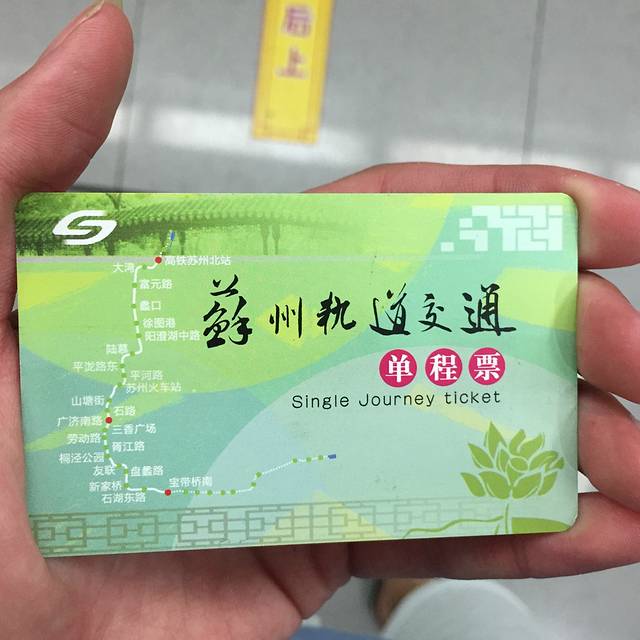 后上
高铁苏州北站
大湾
富元路
蠡口
徐图港
阳澄湖中路
陆慕
平泷路东
平河路
苏州火车站
山塘街
石路
广济南路
三香广场
劳动路
胥江路
桐泾公园
友联
盘蠡路
新家桥
石湖东路
宝带桥南
蘇州軌道交通
单程票
Single Journey ticket